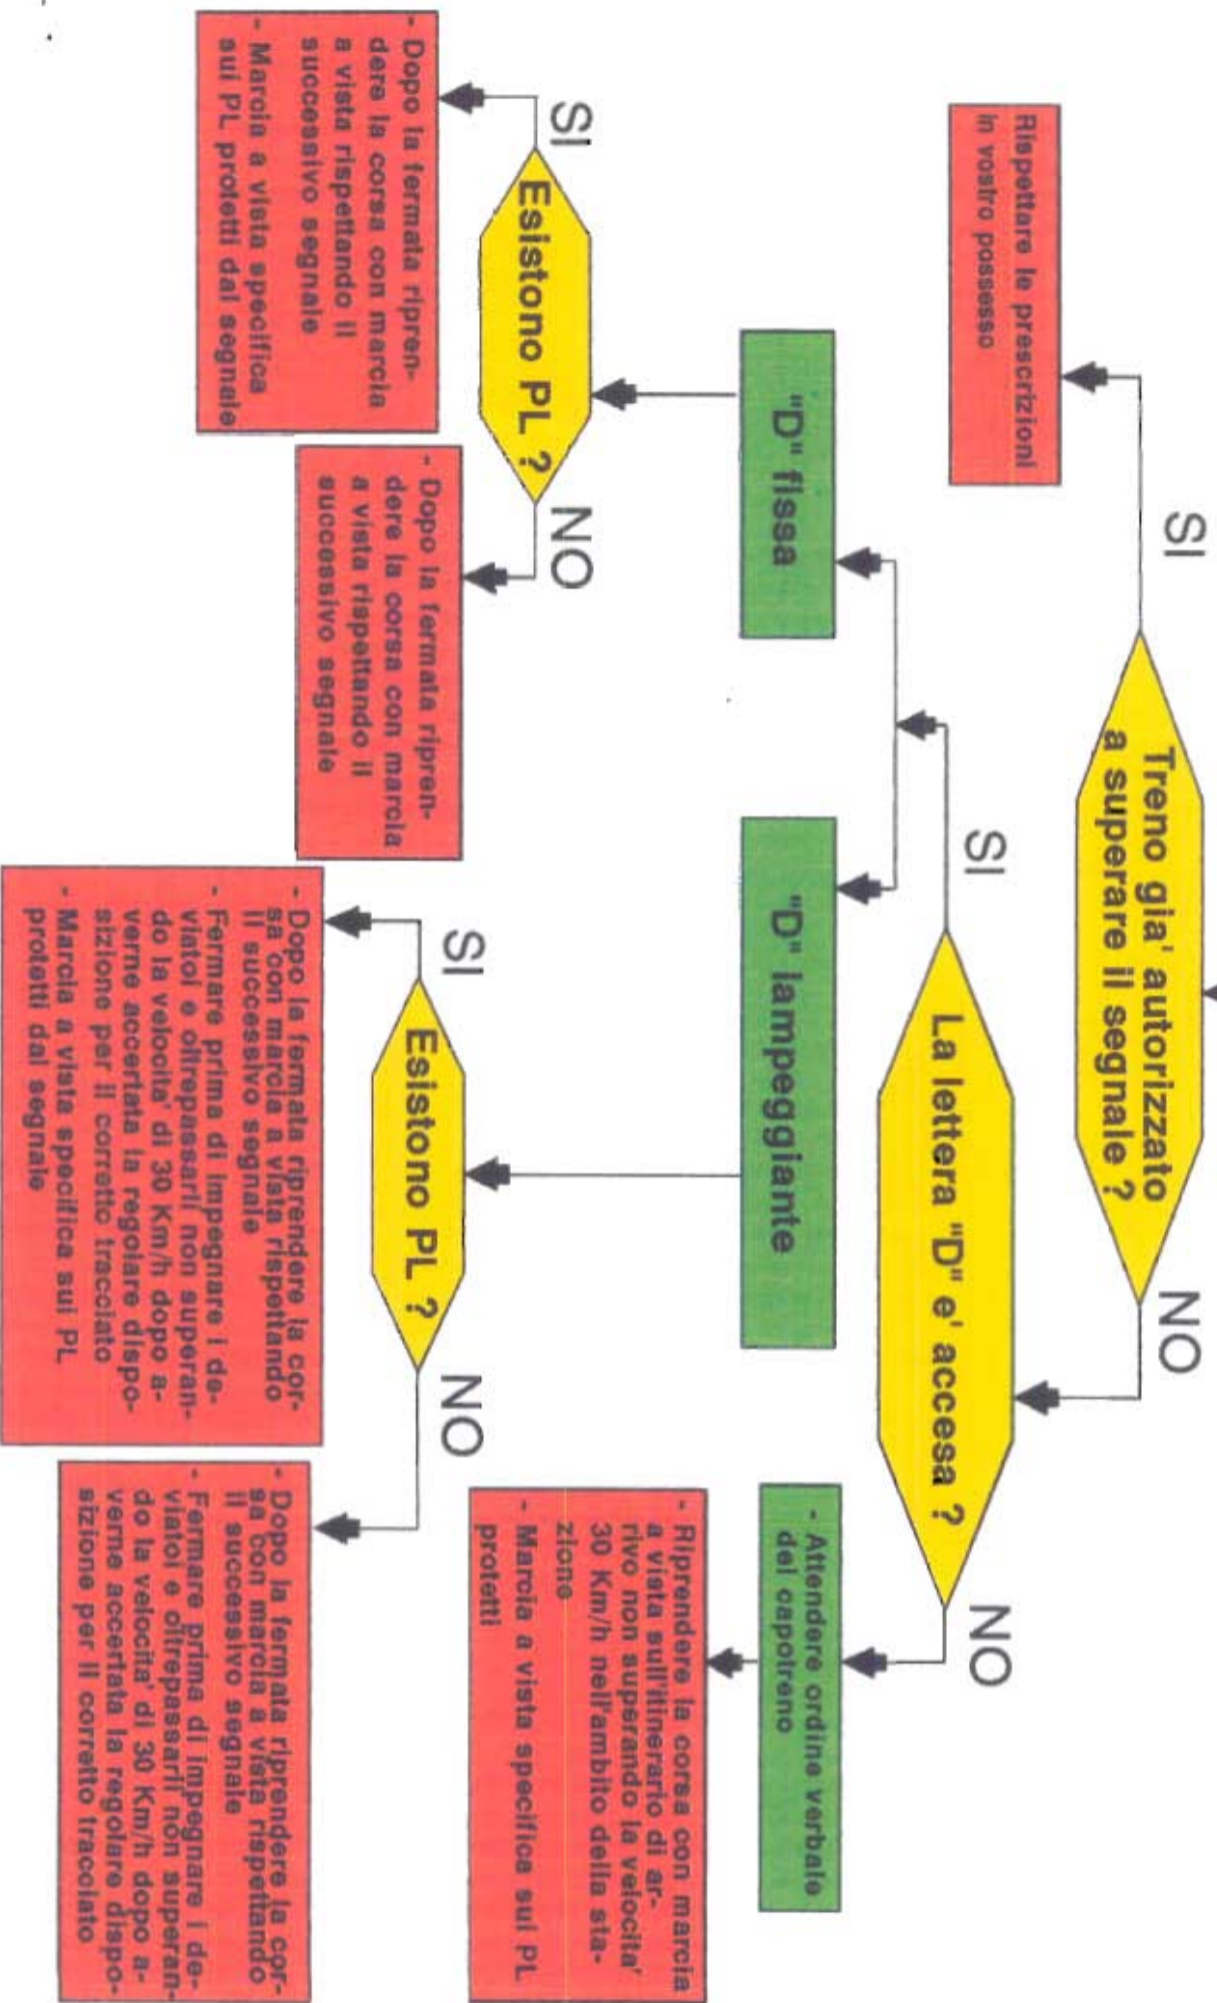 Treno gia' autorizzato
a superare il segnale ?
SI
NO
Rispettare le prescrizioni
in vostro possesso
La lettera "D" e' accesa ?
SI
NO
"D" fissa
"D" lampeggiante
- Attendere ordine verbale
del capotreno
- Riprendere la corsa con marcia
a vista sull'itinerario di ar-
rivo non superando la velocita'
30 Km/h nell'ambito della sta-
zione
- Marcia a vista specifica sui PL
protetti
Esistono PL ?
SI
NO
- Dopo la fermata ripren-
dere la corsa con marcia
a vista rispettando il
successivo segnale
- Marcia a vista specifica
sui PL protetti dal segnale
- Dopo la fermata ripren-
dere la corsa con marcia
a vista rispettando il
successivo segnale
Esistono PL ?
SI
NO
- Dopo la fermata riprendere la cor-
sa con marcia a vista rispettando
il successivo segnale
- Fermare prima di impegnare i de-
viatoi e oltrepassarli non superan-
do la velocita' di 30 Km/h dopo a-
verne accertata la regolare dispo-
sizione per il corretto tracciato
- Marcia a vista specifica sui PL
protetti dal segnale
- Dopo la fermata riprendere la cor-
sa con marcia a vista rispettando
il successivo segnale
- Fermare prima di impegnare i de-
viatoi e oltrepassarli non superan-
do la velocita' di 30 Km/h dopo a-
verne accertata la regolare dispo-
sizione per il corretto tracciato